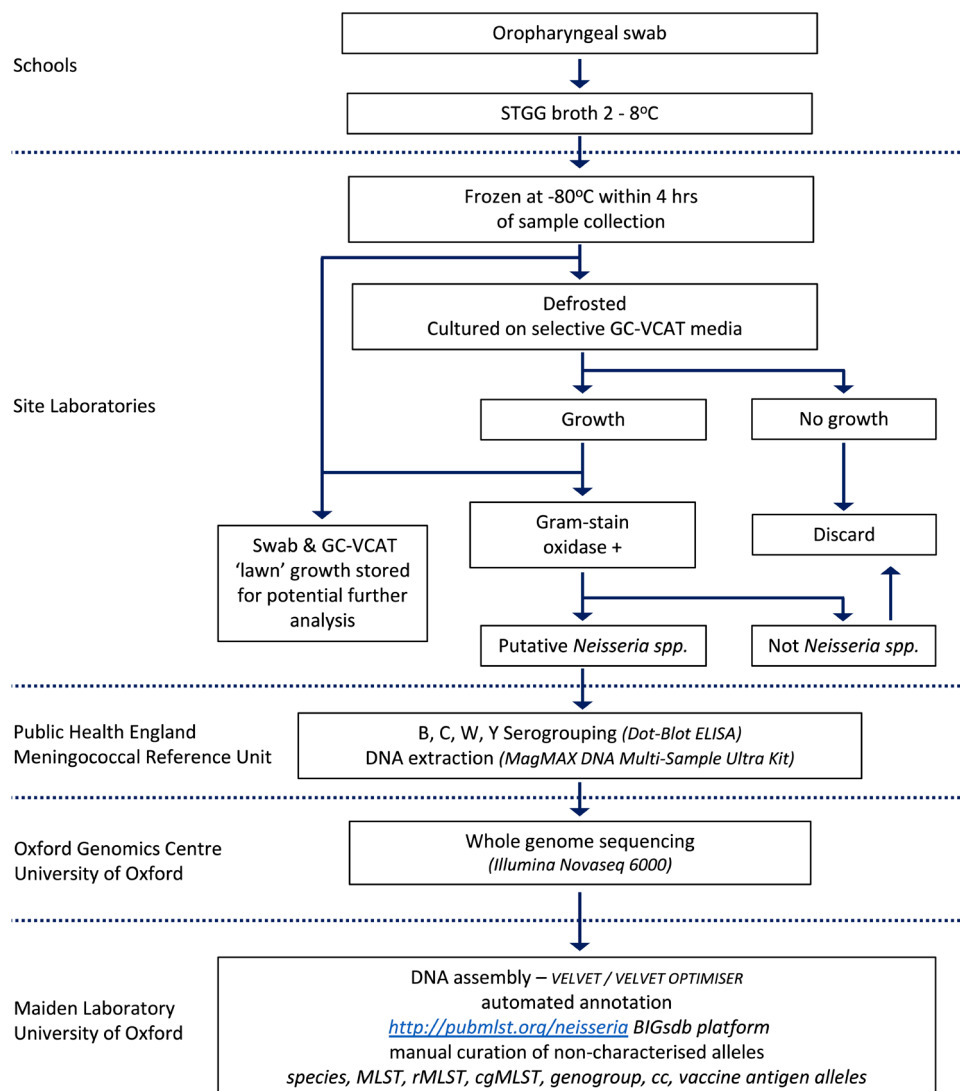 Oropharyngeal swab
Schools
STGG broth 2 - 8ºC
Frozen at -80ºC within 4 hrs
of sample collection
Defrosted
Cultured on selective GC-VCAT media
Site Laboratories
Growth
No growth
Gram-stain
oxidase +
Discard
Swab & GC-VCAT
‘lawn’ growth stored
for potential further
analysis
Putative Neisseria spp.
Not Neisseria spp.
Public Health England
Meningococcal Reference Unit
B, C, W, Y Serogrouping (Dot-Blot ELISA)
DNA extraction (MagMAX DNA Multi-Sample Ultra Kit)
Oxford Genomics Centre
University of Oxford
Whole genome sequencing
(Illumina Novaseq 6000)
Maiden Laboratory
University of Oxford
DNA assembly – VELVET / VELVET OPTIMISER
automated annotation
http://pubmlst.org/neisseria BIGsdb platform
manual curation of non-characterised alleles
species, MLST, rMLST, cgMLST, genogroup, cc, vaccine antigen alleles